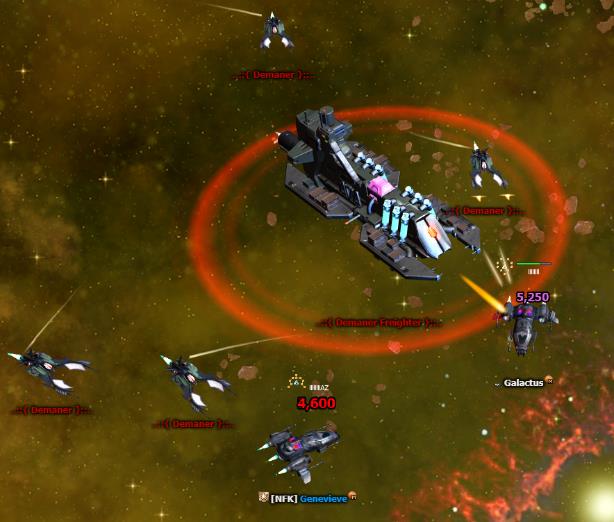 ..::{ Demaner }::..
..::{ Demaner }::..
5,250
..::{ Demaner Freighter }::..
Galactus
4,600
..::{ Demaner }::..
..::{ Demaner }::..
[NFK] Genevieve